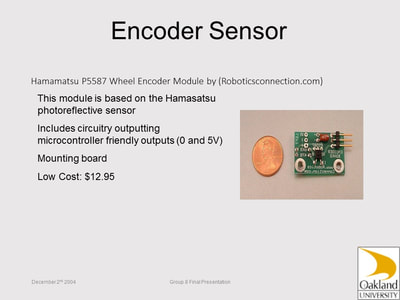 Encoder Sensor
Hamamatsu P5587 Wheel Encoder Module by (Roboticsconnection.com)
This module is based on the Hamasatsu
photoreflective sensor
Includes circuitry outputting
microcontroller friendly outputs (0 and 5V)
Mounting board
Low Cost: $12.95
December 2nd 2004
Group 8 Final Presentation
Oakland
UNIVERSITY